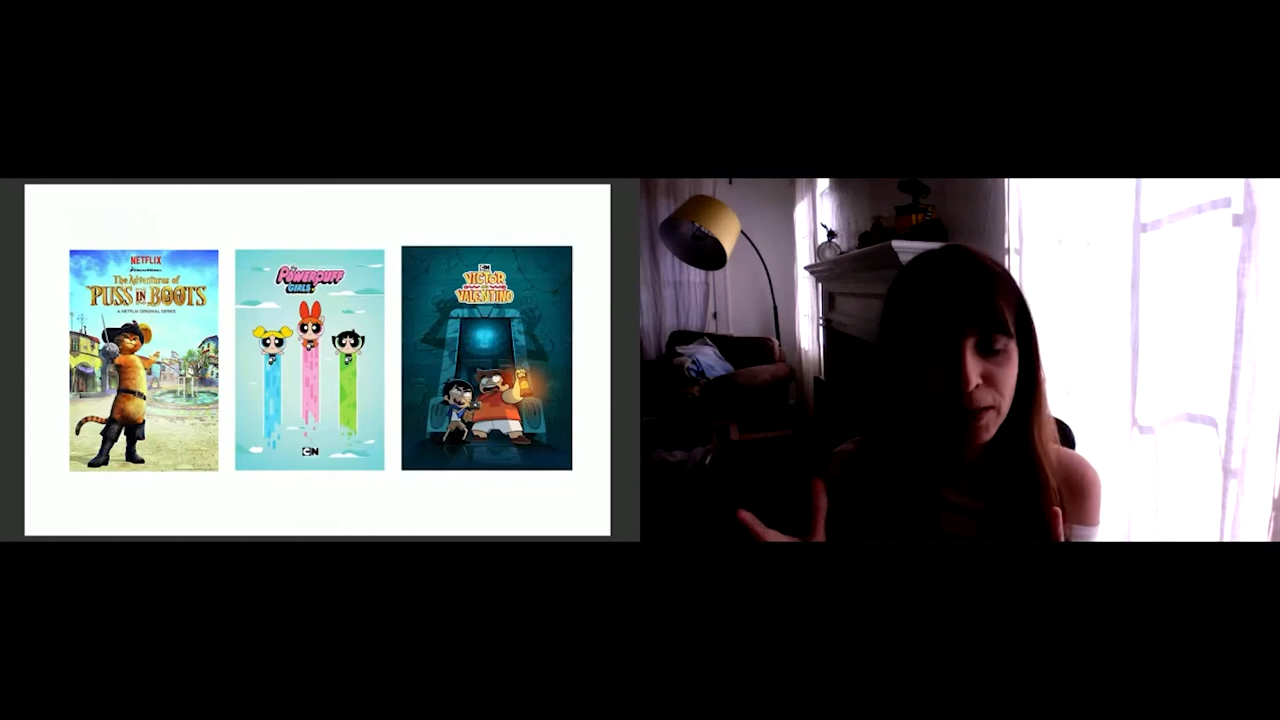 NETFLIX
The Adventures of
PUSS IN BOOTS
A NETFLIX ORIGINAL SERIES
POWERPUFF
GIRLS
CN
CN
VICTOR
VALENTINO